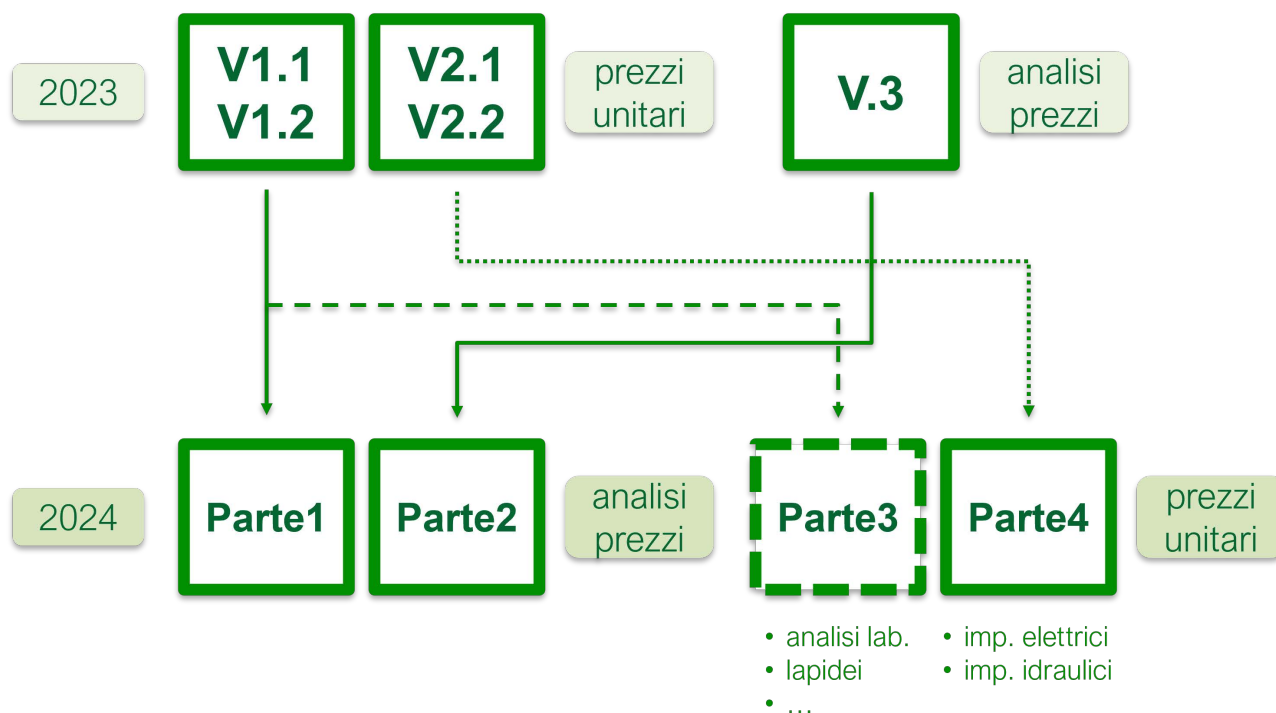 2023
V1.1
V1.2
V2.1
V2.2
prezzi
unitari
V.3
analisi
prezzi
2024
Parte1
Parte2
analisi
prezzi
Parte3
Parte4
prezzi
unitari
• analisi lab.
• lapidei
• ...
• imp. elettrici
• imp. idraulici